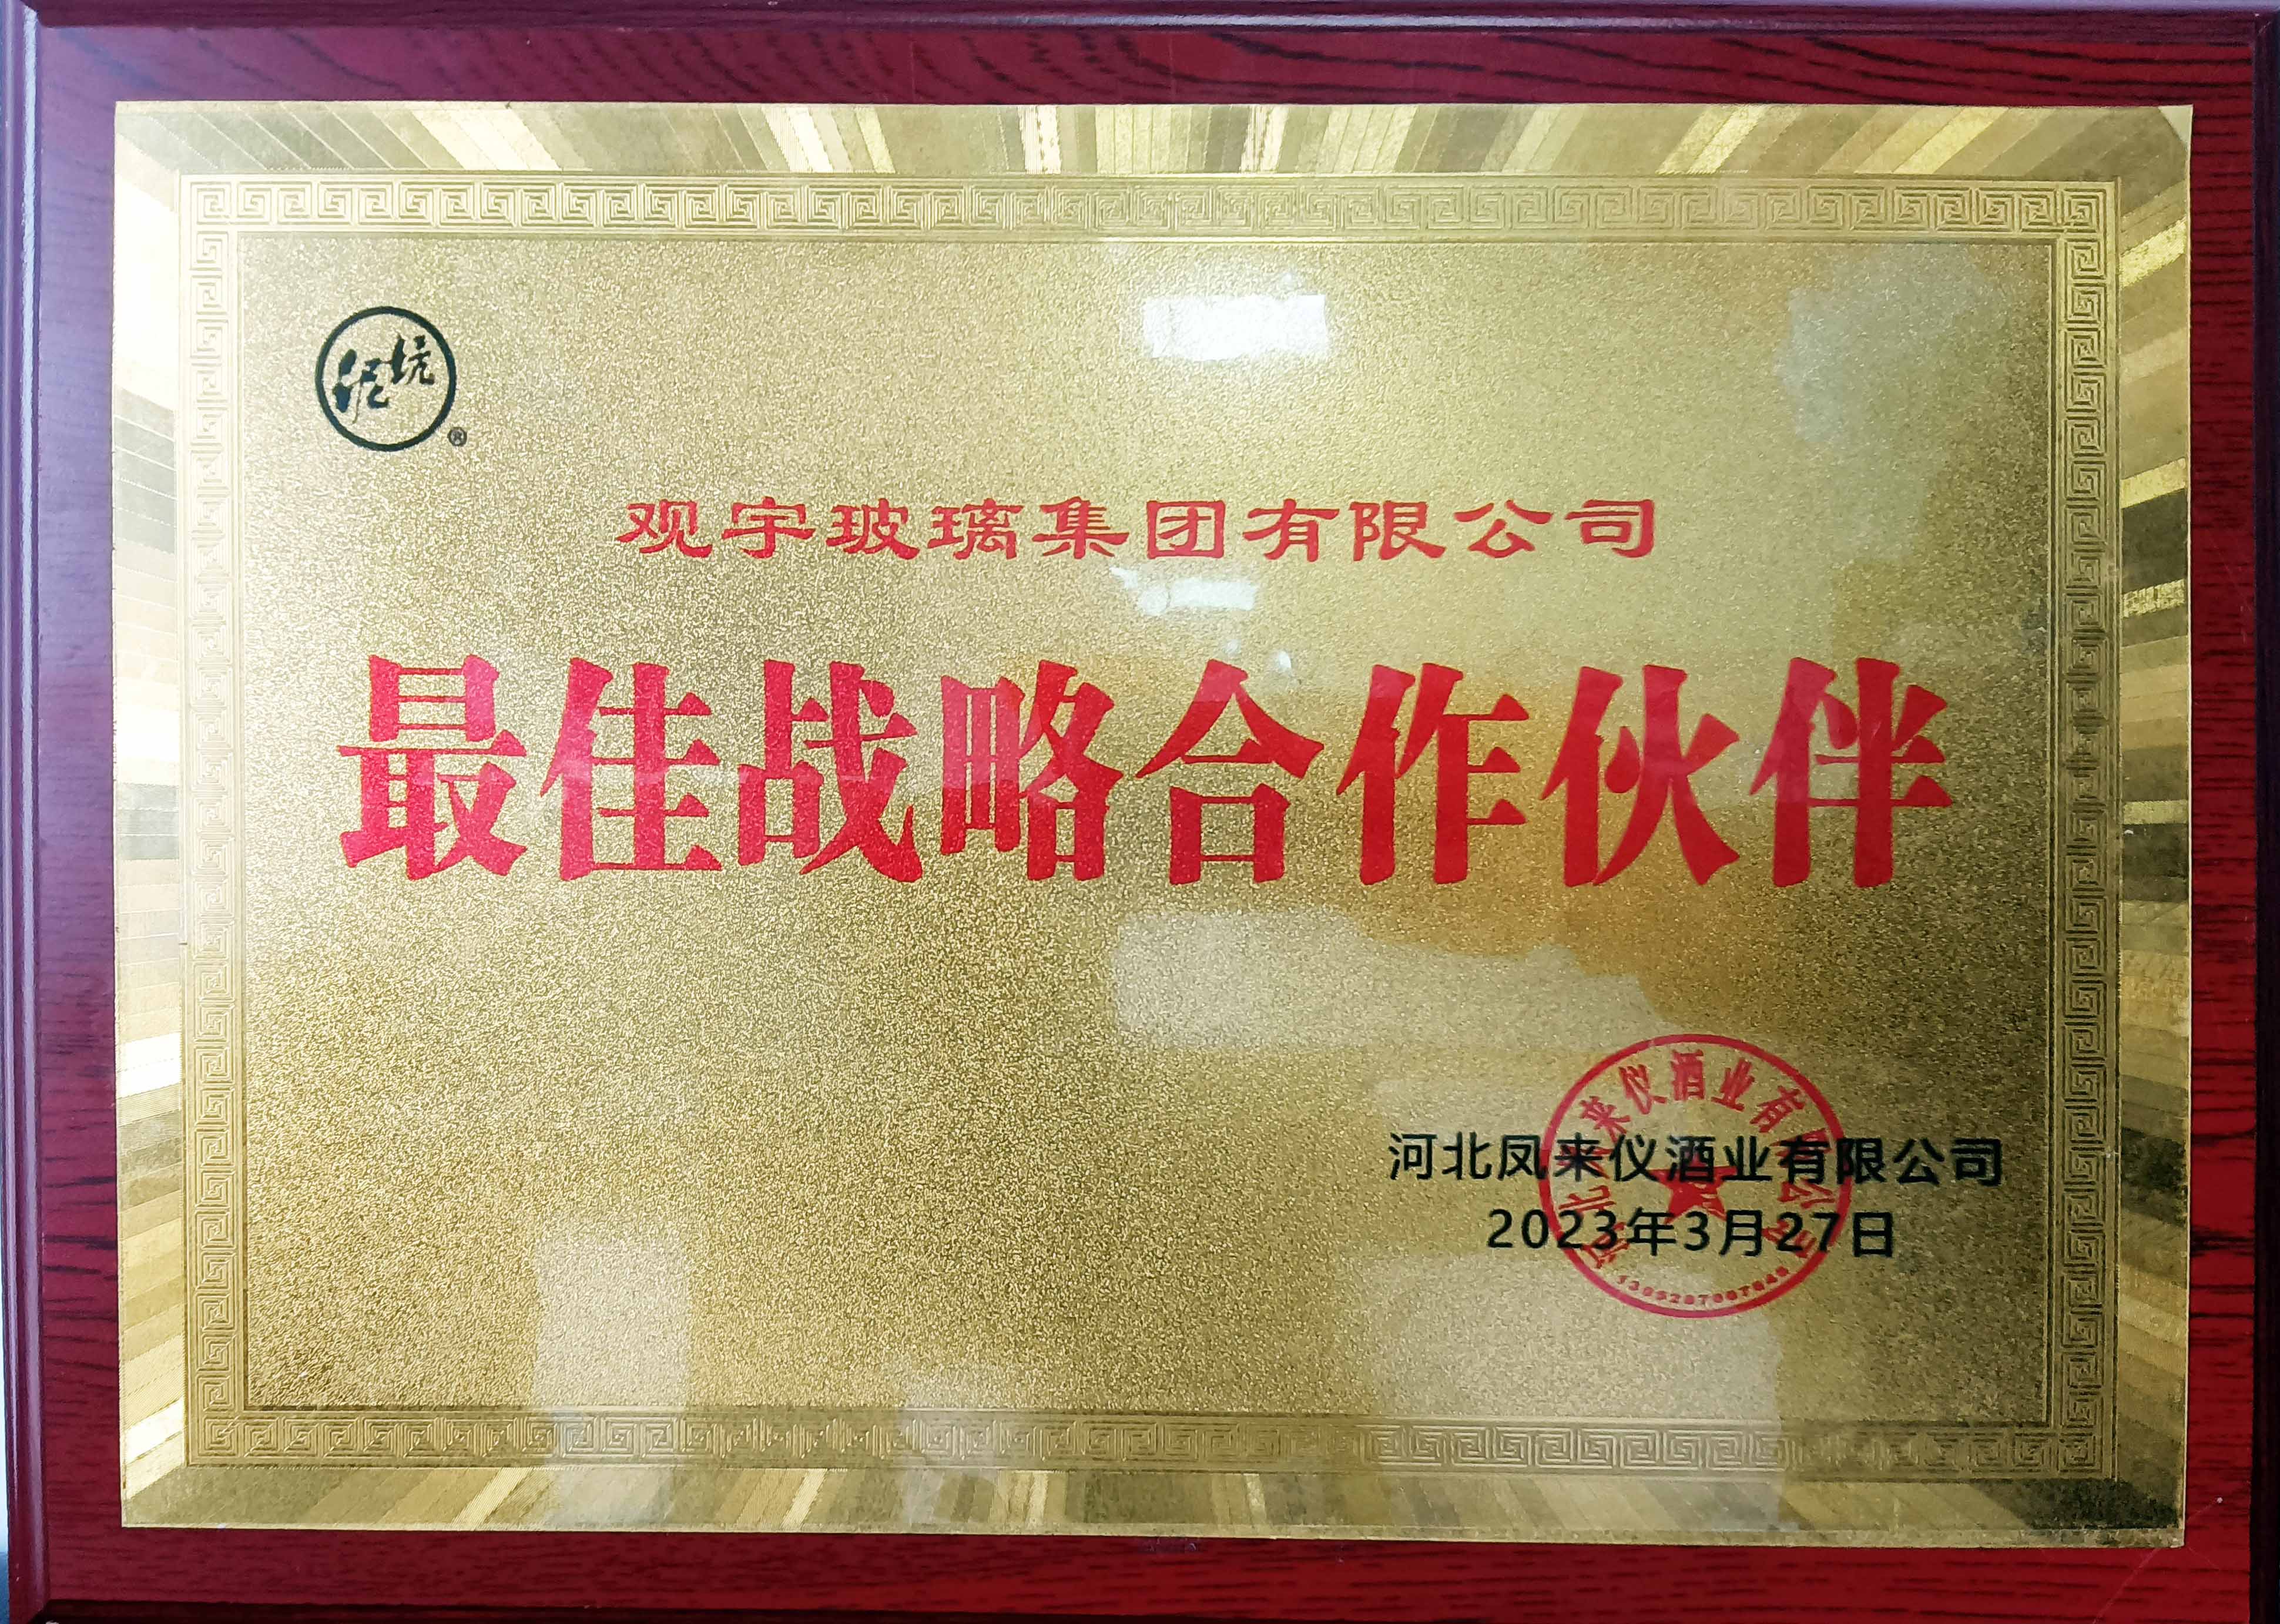 泥坑
®
观宇玻璃集团有限公司
最佳战略合作伙伴
河北凤来仪酒业有限公司
2023年3月27日